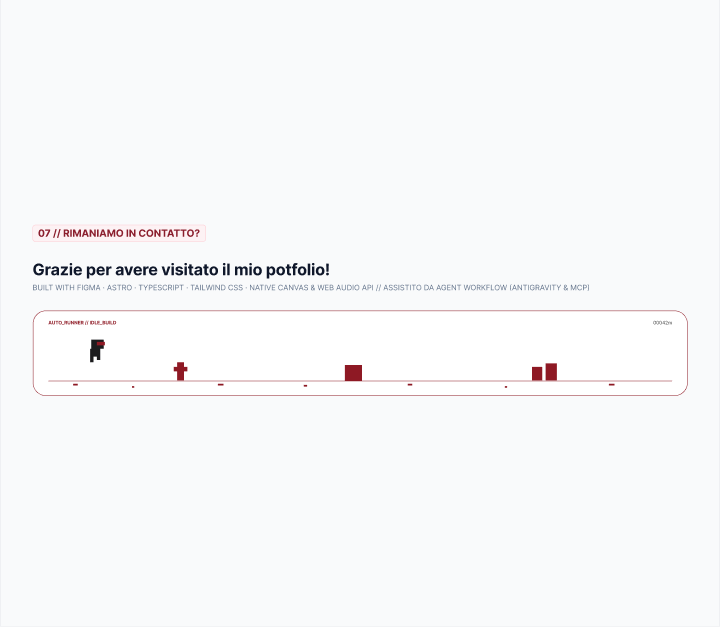 07 // RIMANIAMO IN CONTATTO?
Grazie per avere visitato il mio potfolio!
BUILT WITH FIGMA · ASTRO · TYPESCRIPT · TAILWIND CSS · NATIVE CANVAS & WEB AUDIO API // ASSISTITO DA AGENT WORKFLOW (ANTIGRAVITY & MCP)
AUTO_RUNNER // IDLE_BUILD
00042m